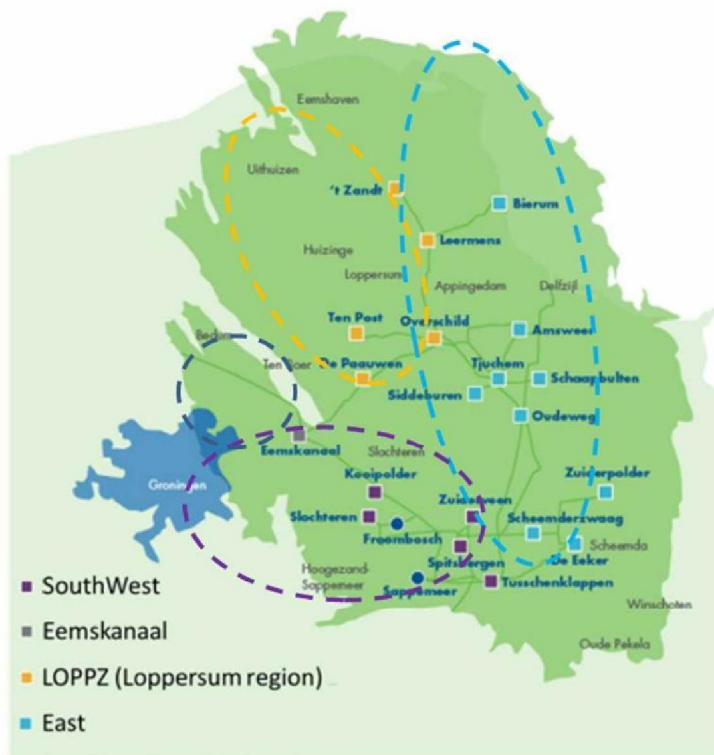 Eemshaven
Uithuizen
't Zandt
Bierum
Leermens
Huizinge
Loppersum
Appingedam
Delfzijl
Ten Post
Overschild
Amsweer
Bedum
Ten Boer
De Paauwen
Tjuchem
Schaapbulten
Siddeburen
Oudeweg
Eemskanaal
Slochteren
Kooipolder
Zuiderpolder
Groningen
Zuiderveen
Slochteren
Scheemderzwaag
Froombosch
De Eeker
Scheemda
Spitsbergen
Hoogezand-
Sappemeer
Sappemeer
Tusschenklappen
Winschoten
Oude Pekela
SouthWest
Eemskanaal
LOPPZ (Loppersum region)
East